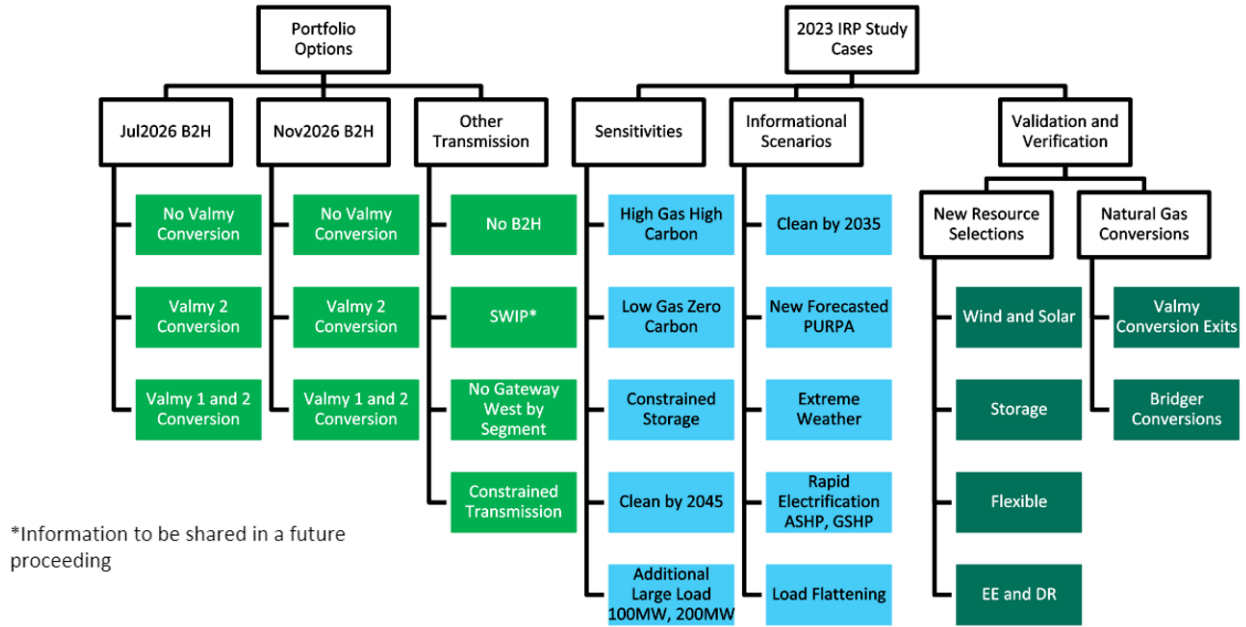 Portfolio
Options
2023 IRP Study
Cases
Jul2026 B2H
Nov2026 B2H
Other
Transmission
Sensitivities
Informational
Scenarios
Validation and
Verification
No Valmy
Conversion
Valmy 2
Conversion
Valmy 1 and 2
Conversion
No Valmy
Conversion
Valmy 2
Conversion
Valmy 1 and 2
Conversion
No B2H
SWIP*
No Gateway
West by
Segment
Constrained
Transmission
High Gas High
Carbon
Low Gas Zero
Carbon
Constrained
Storage
Clean by 2045
Additional
Large Load
100MW, 200MW
Clean by 2035
New Forecasted
PURPA
Extreme
Weather
Rapid
Electrification
ASHP, GSHP
Load Flattening
New Resource
Selections
Wind and Solar
Storage
Flexible
EE and DR
Natural Gas
Conversions
Valmy
Conversion Exits
Bridger
Conversions
*Information to be shared in a future
proceeding